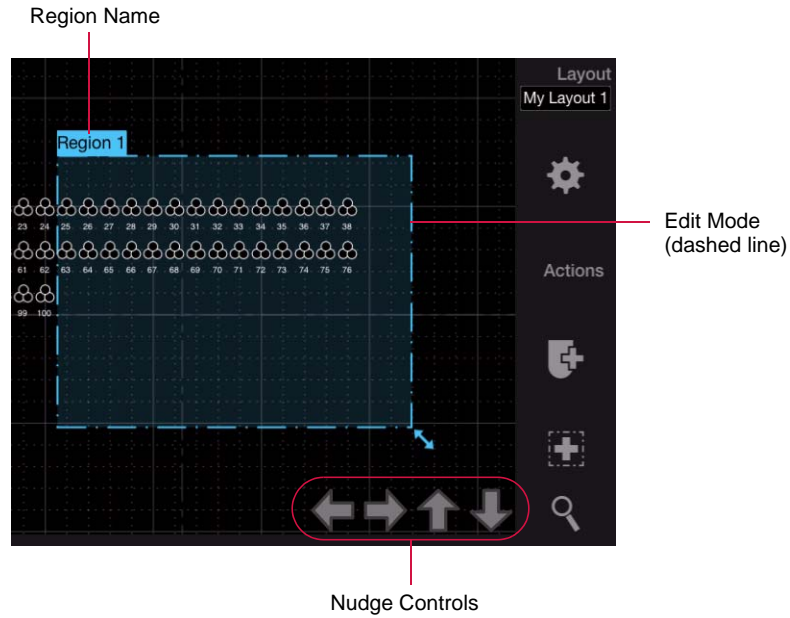 Region Name
Layout
My Layout 1
Region 1
23 24 25 26 27 28 29 30 31 32 33 34 35 36 37 38
Edit Mode
(dashed line)
61 62 63 64 65 66 67 68 69 70 71 72 73 74 75 76
Actions
99 100
Nudge Controls